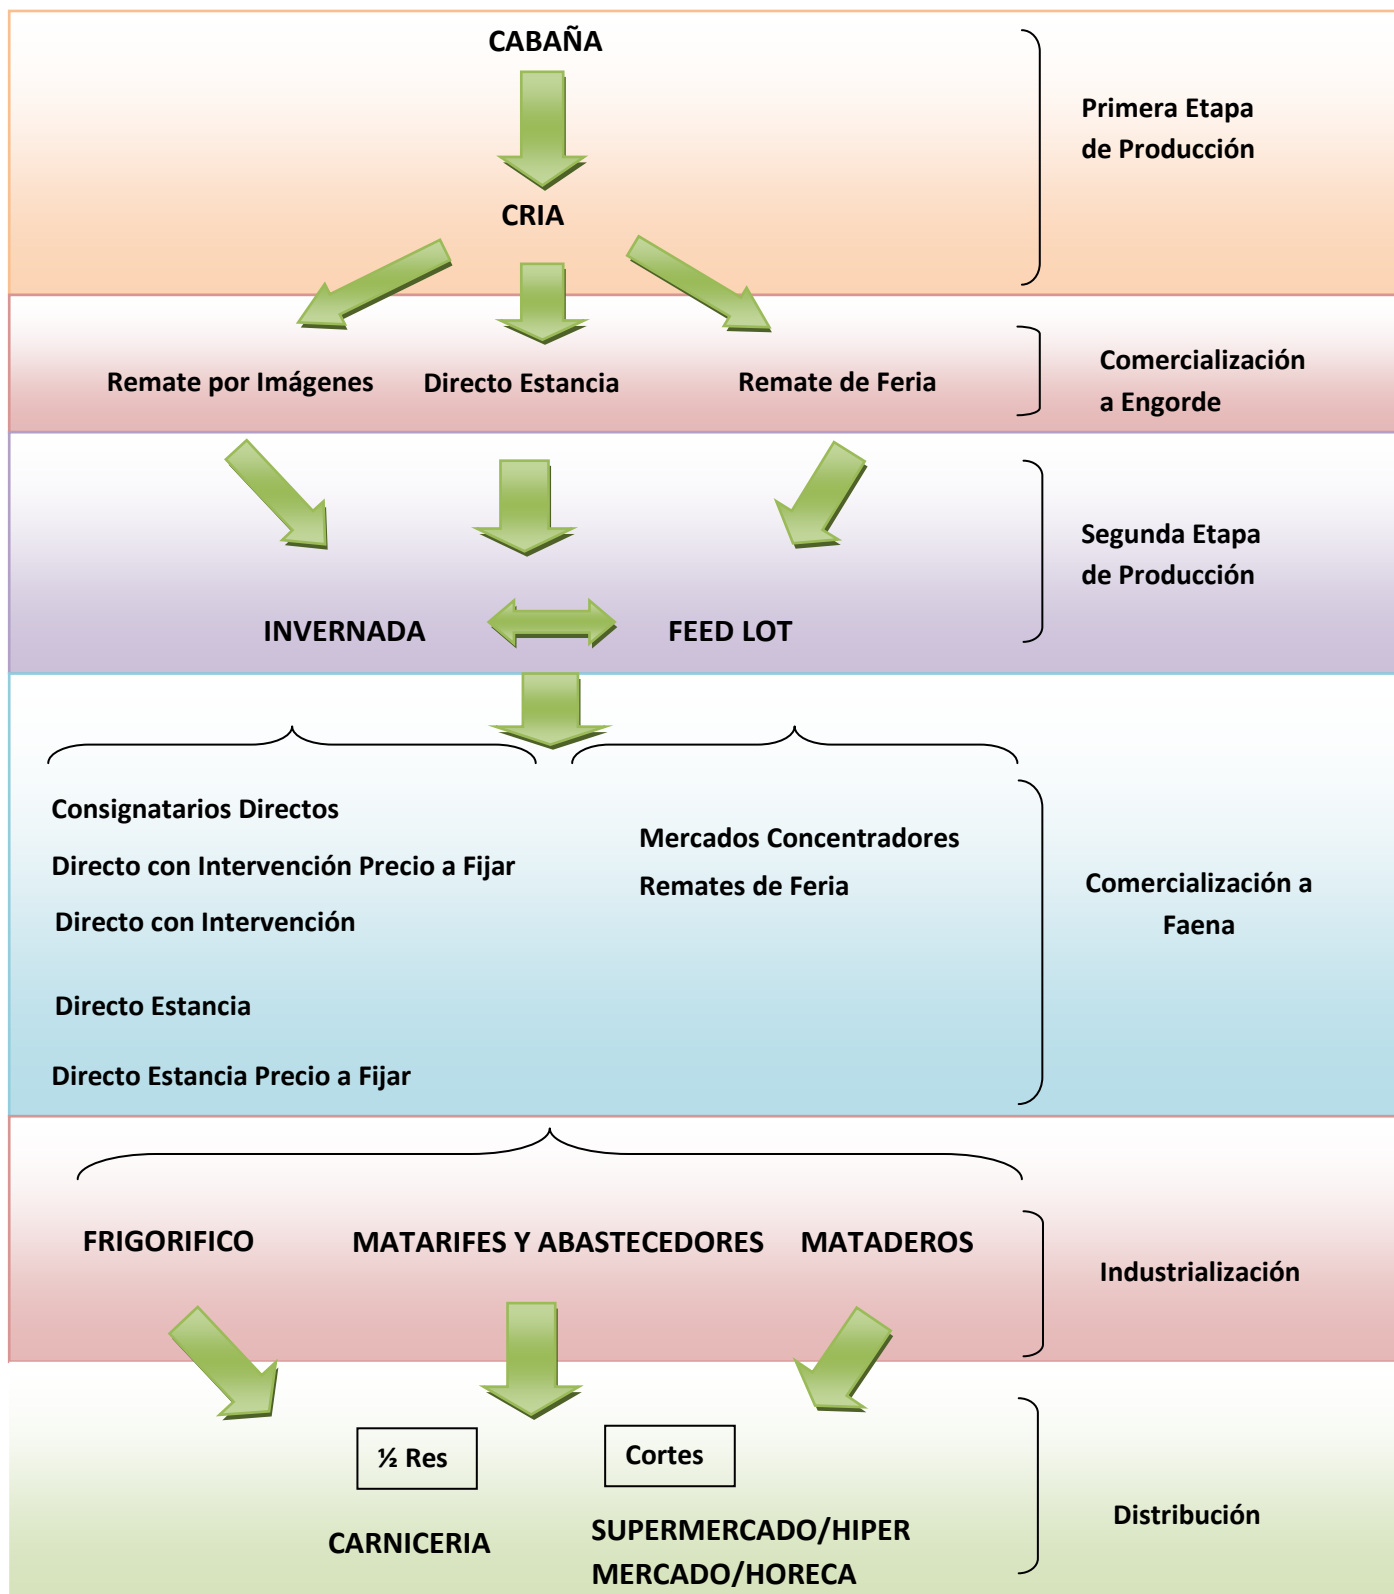 CABAÑA
Primera Etapa
de Producción
CRIA
Remate por Imágenes
Directo Estancia
Remate de Feria
Comercialización
a Engorde
Segunda Etapa
de Producción
INVERNADA
FEED LOT
Consignatarios Directos
Directo con Intervención Precio a Fijar
Directo con Intervención
Directo Estancia
Directo Estancia Precio a Fijar
Mercados Concentradores
Remates de Feria
Comercialización a
Faena
FRIGORIFICO
MATARIFES Y ABASTECEDORES
MATADEROS
Industrialización
½ Res
Cortes
CARNICERIA
SUPERMERCADO/HIPER
MERCADO/HORECA
Distribución